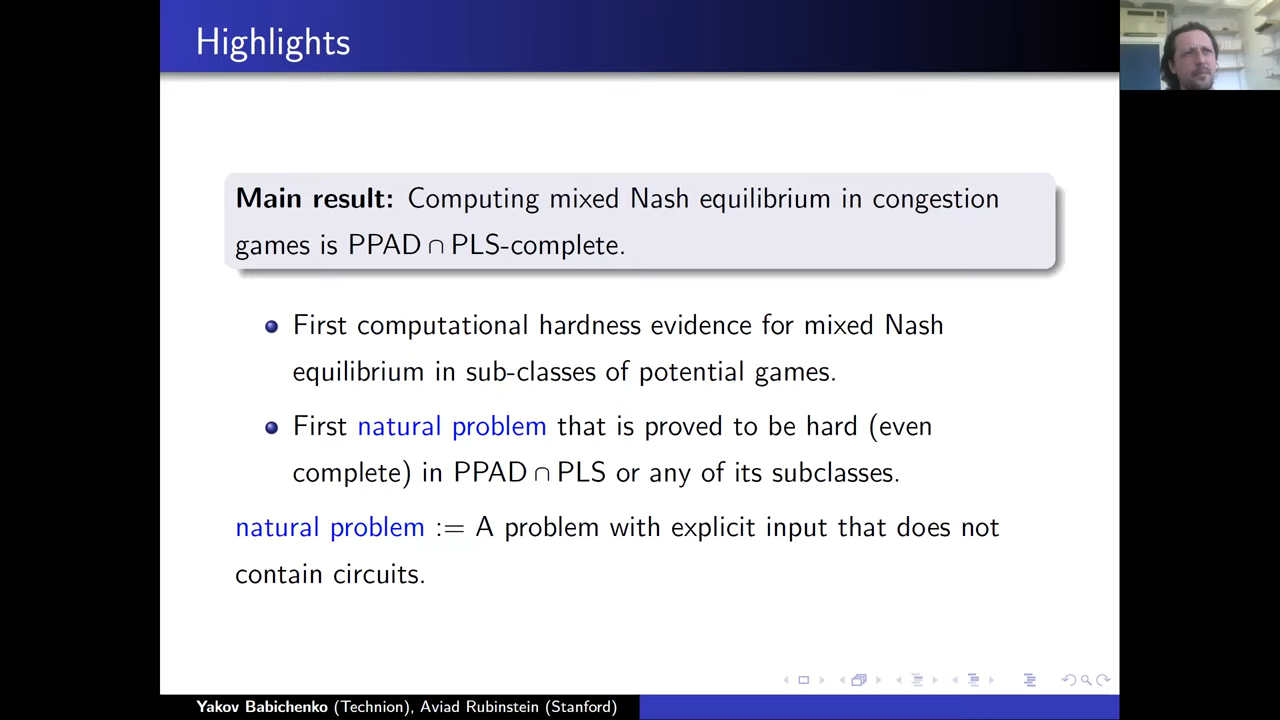 Highlights
Main result: Computing mixed Nash equilibrium in congestion
games is PPAD ∩ PLS-complete.
First computational hardness evidence for mixed Nash
equilibrium in sub-classes of potential games.
First natural problem that is proved to be hard (even
complete) in PPAD ∩ PLS or any of its subclasses.
natural problem := A problem with explicit input that does not
contain circuits.
Yakov Babichenko (Technion), Aviad Rubinstein (Stanford)